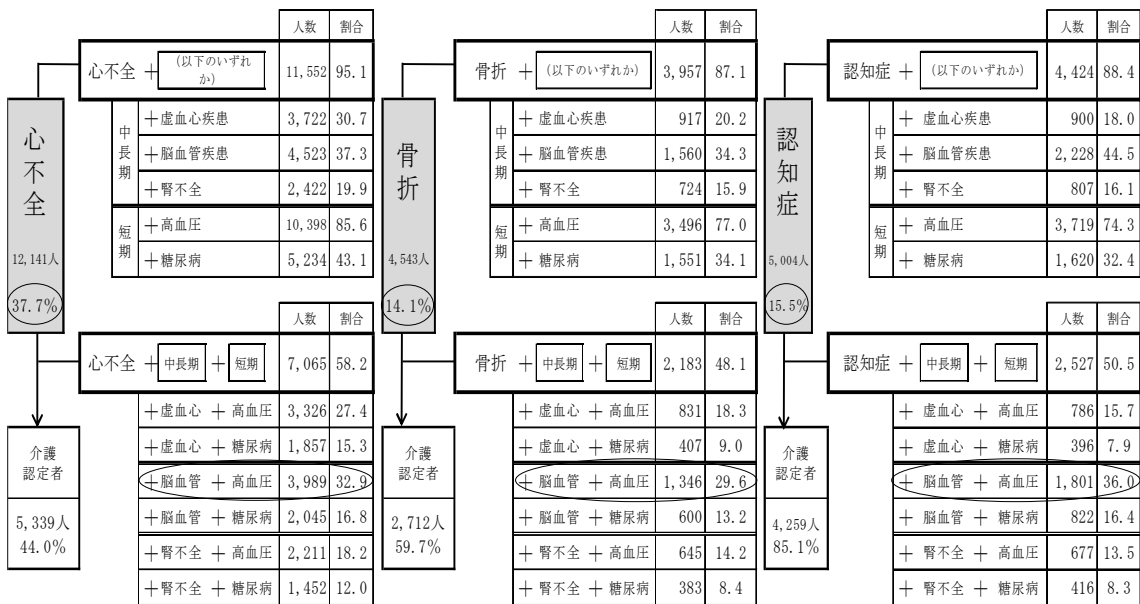 人数 割合
心不全 + (以下のいずれか) 11,552 95.1
中長期
+虚血心疾患 3,722 30.7
+脳血管疾患 4,523 37.3
+腎不全 2,422 19.9
短期
+高血圧 10,398 85.6
+糖尿病 5,234 43.1
心不全
12,141人
37.7%
人数 割合
心不全 + 中長期 + 短期 7,065 58.2
+虚血心 + 高血圧 3,326 27.4
+虚血心 + 糖尿病 1,857 15.3
+脳血管 + 高血圧 3,989 32.9
+脳血管 + 糖尿病 2,045 16.8
+腎不全 + 高血圧 2,211 18.2
+腎不全 + 糖尿病 1,452 12.0
介護
認定者
5,339人
44.0%
人数 割合
骨折 + (以下のいずれか) 3,957 87.1
中長期
+ 虚血心疾患 917 20.2
+ 脳血管疾患 1,560 34.3
+ 腎不全 724 15.9
短期
+ 高血圧 3,496 77.0
+ 糖尿病 1,551 34.1
骨折
4,543人
14.1%
人数 割合
骨折 + 中長期 + 短期 2,183 48.1
+ 虚血心 + 高血圧 831 18.3
+ 虚血心 + 糖尿病 407 9.0
+ 脳血管 + 高血圧 1,346 29.6
+ 脳血管 + 糖尿病 600 13.2
+ 腎不全 + 高血圧 645 14.2
+ 腎不全 + 糖尿病 383 8.4
介護
認定者
2,712人
59.7%
人数 割合
認知症 + (以下のいずれか) 4,424 88.4
中長期
+ 虚血心疾患 900 18.0
+ 脳血管疾患 2,228 44.5
+ 腎不全 807 16.1
短期
+ 高血圧 3,719 74.3
+ 糖尿病 1,620 32.4
認知症
5,004人
15.5%
人数 割合
認知症 + 中長期 + 短期 2,527 50.5
+ 虚血心 + 高血圧 786 15.7
+ 虚血心 + 糖尿病 396 7.9
+ 脳血管 + 高血圧 1,801 36.0
+ 脳血管 + 糖尿病 822 16.4
+ 腎不全 + 高血圧 677 13.5
+ 腎不全 + 糖尿病 416 8.3
介護
認定者
4,259人
85.1%